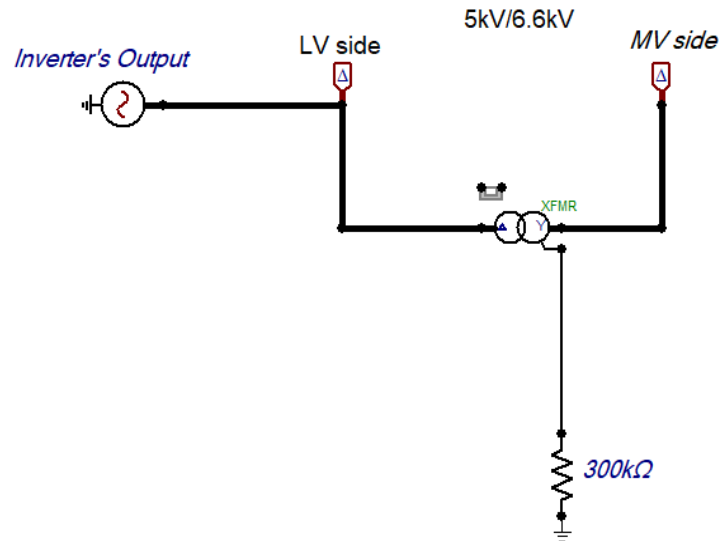 5kV/6.6kV
Inverter's Output
LV side
MV side
Δ
Δ
XFMR
Δ
Y
300kΩ